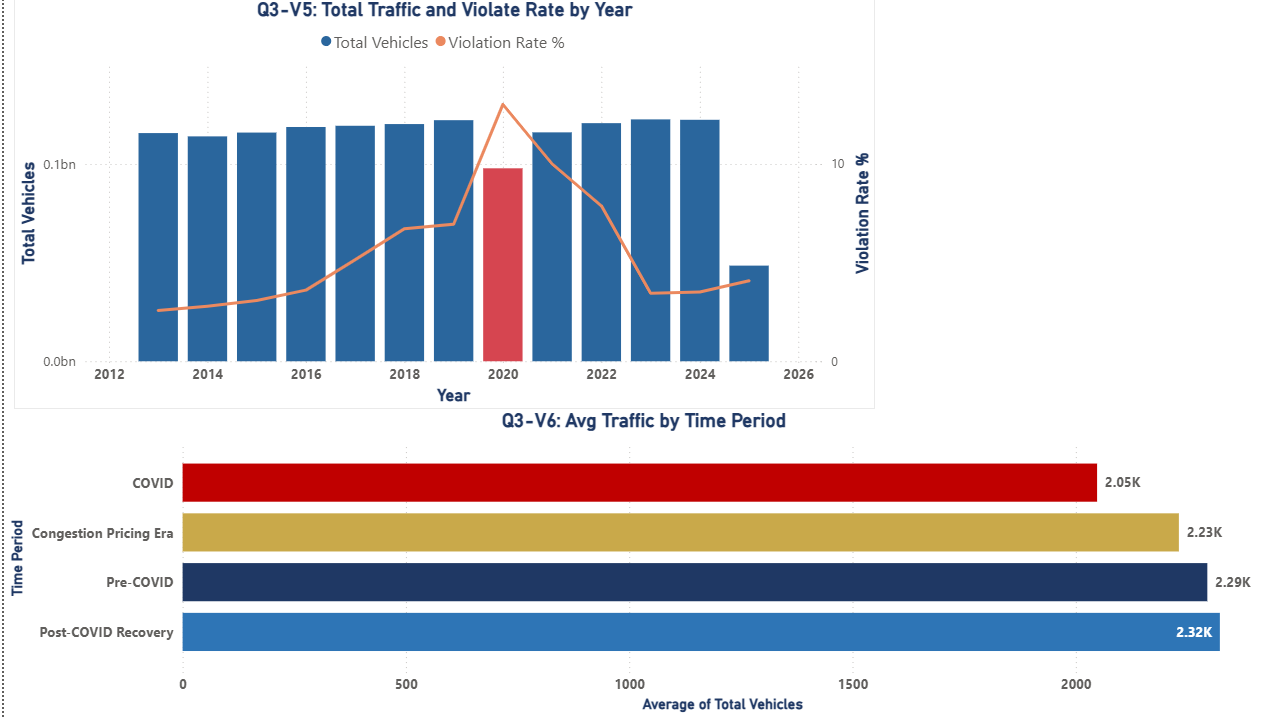 Q3-V5: Total Traffic and Violate Rate by Year
Total Vehicles Violation Rate %
Total Vehicles
0.1bn
0.0bn
10
0
Violation Rate %
2012 2014 2016 2018 2020 2022 2024 2026
Year
Q3-V6: Avg Traffic by Time Period
Time Period
COVID 2.05K
Congestion Pricing Era 2.23K
Pre-COVID 2.29K
Post-COVID Recovery 2.32K
0 500 1000 1500 2000
Average of Total Vehicles